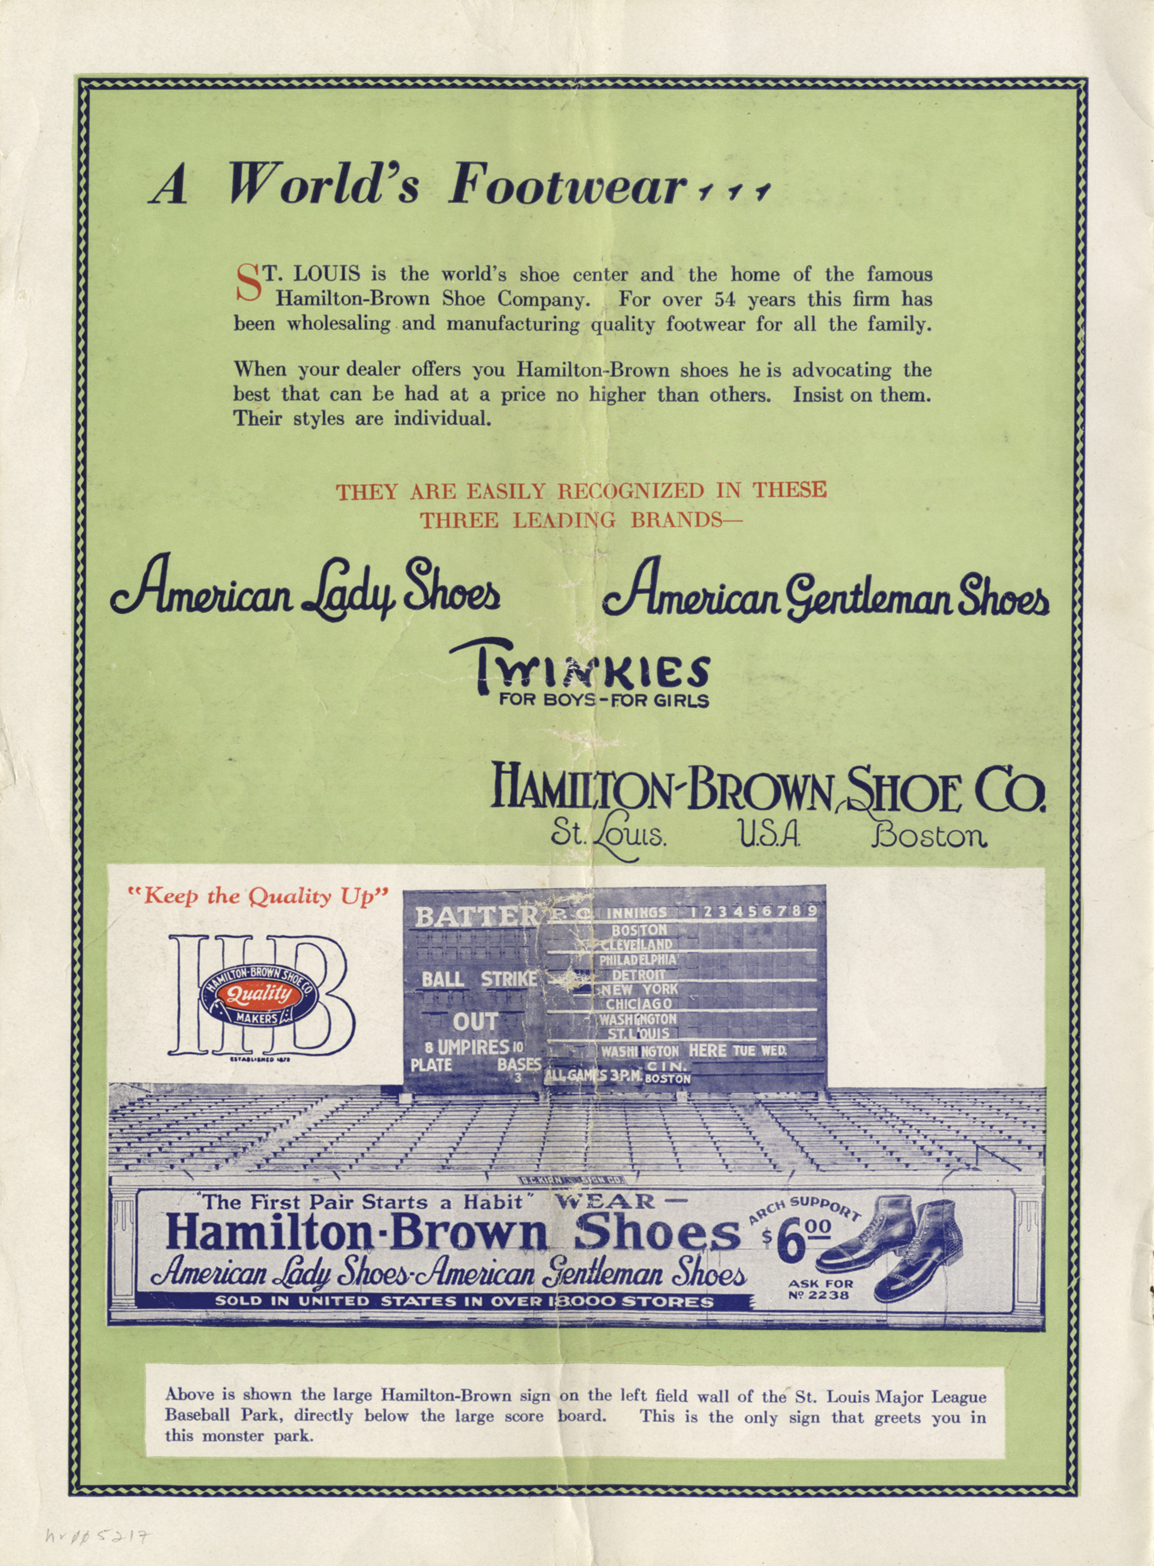 A World's Footwear
ST. LOUIS is the world's shoe center and the home of the famous
Hamilton-Brown Shoe Company. For over 54 years this firm has
been wholesaling and manufacturing quality footwear for all the family.
When your dealer offers you Hamilton-Brown shoes he is advocating the
best that can be had at a price no higher than others. Insist on them.
Their styles are individual.
THEY ARE EASILY RECOGNIZED IN THESE
THREE LEADING BRANDS—
American Lady Shoes American Gentleman Shoes
TWINKIES
FOR BOYS-FOR GIRLS
HAMILTON-BROWN SHOE CO.
St. Louis. U.S.A. Boston
"Keep the Quality Up"
HB
HAMILTON-BROWN SHOE CO
Quality
MAKERS
ESTABLISHED 1872
INNINGS 1 2 3 4 5 6 7 8 9
BOSTON
CLEVELAND
PHILADELPHIA
BALL STRIKE
DETROIT
NEW YORK
CHICIAGO
OUT
WASHINGTON
ST. LOUIS
8 UMPIRES 10
WASHINGTON HERE TUE WED.
PLATE BASES
3
CIN.
ALL GAMES 3 P.M. BOSTON
"The First Pair Starts a Habit" WEAR—
Hamilton-Brown Shoes
American Lady Shoes-American Gentleman Shoes
SOLD IN UNITED STATES IN OVER 18000 STORES
ARCH SUPPORT
$6.00
ASK FOR
Nº 2238
Above is shown the large Hamilton-Brown sign on the left field wall of the St. Louis Major League
Baseball Park, directly below the large score board. This is the only sign that greets you in
this monster park.